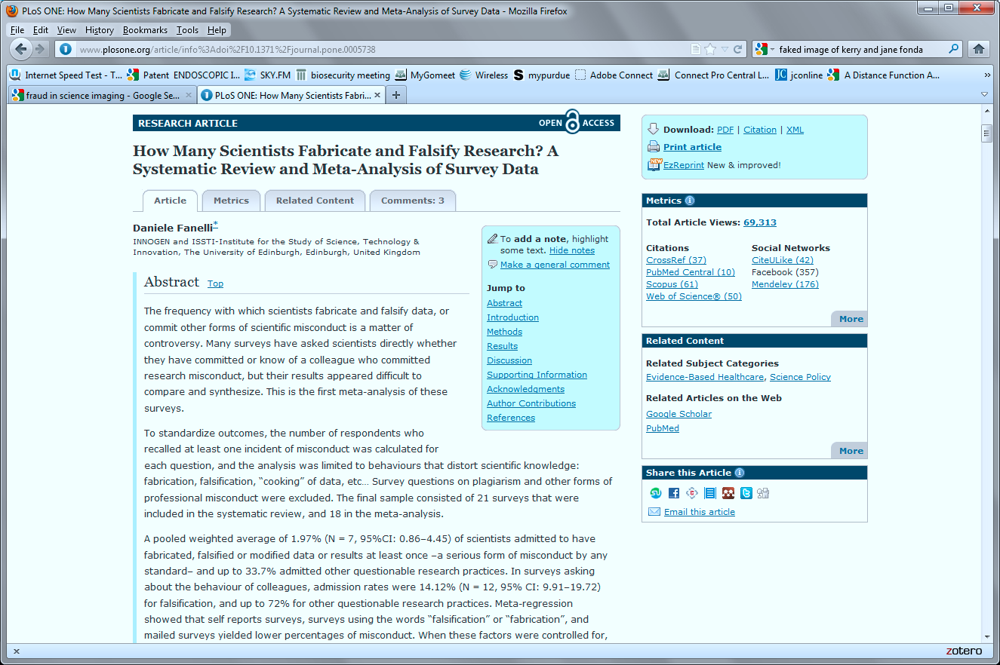 PLoS ONE: How Many Scientists Fabricate and Falsify Research? A Systematic Review and Meta-Analysis of Survey Data - Mozilla Firefox
File Edit View History Bookmarks Tools Help
www.plosone.org/article/info%3Adoi%2F10.1371%2Fjournal.pone.0005738
faked image of kerry and jane fonda
Internet Speed Test - T... Patent ENDOSCOPIC I... SKY.FM biosecurity meeting MyGomeet Wireless S mypurdue Adobe Connect Connect Pro Central L... JC jconline A Distance Function A... »
fraud in science imaging - Google Se... × PLoS ONE: How Many Scientists Fabri... × +
RESEARCH ARTICLE OPEN ACCESS
How Many Scientists Fabricate and Falsify Research? A
Systematic Review and Meta-Analysis of Survey Data
Article Metrics Related Content Comments: 3
Daniele Fanelli*
INNOGEN and ISSTI-Institute for the Study of Science, Technology &
Innovation, The University of Edinburgh, Edinburgh, United Kingdom
Abstract Top
The frequency with which scientists fabricate and falsify data, or
commit other forms of scientific misconduct is a matter of
controversy. Many surveys have asked scientists directly whether
they have committed or know of a colleague who committed
research misconduct, but their results appeared difficult to
compare and synthesize. This is the first meta-analysis of these
surveys.
To standardize outcomes, the number of respondents who
recalled at least one incident of misconduct was calculated for
each question, and the analysis was limited to behaviours that distort scientific knowledge:
fabrication, falsification, “cooking” of data, etc… Survey questions on plagiarism and other forms of
professional misconduct were excluded. The final sample consisted of 21 surveys that were
included in the systematic review, and 18 in the meta-analysis.
A pooled weighted average of 1.97% (N = 7, 95%CI: 0.86–4.45) of scientists admitted to have
fabricated, falsified or modified data or results at least once –a serious form of misconduct by any
standard– and up to 33.7% admitted other questionable research practices. In surveys asking
about the behaviour of colleagues, admission rates were 14.12% (N = 12, 95% CI: 9.91–19.72)
for falsification, and up to 72% for other questionable research practices. Meta-regression
showed that self reports surveys, surveys using the words “falsification” or “fabrication”, and
mailed surveys yielded lower percentages of misconduct. When these factors were controlled for,
To add a note, highlight
some text. Hide notes
Make a general comment
Jump to
Abstract
Introduction
Methods
Results
Discussion
Supporting Information
Acknowledgments
Author Contributions
References
Download: PDF | Citation | XML
Print article
NEW EzReprint New & improved!
Metrics i
Total Article Views: 69,313
Citations
CrossRef (37)
PubMed Central (10)
Scopus (61)
Web of Science® (50)
Social Networks
CiteULike (42)
Facebook (357)
Mendeley (176)
More
Related Content
Related Subject Categories
Evidence-Based Healthcare, Science Policy
Related Articles on the Web
Google Scholar
PubMed
More
Share this Article i
Email this article
× zotero